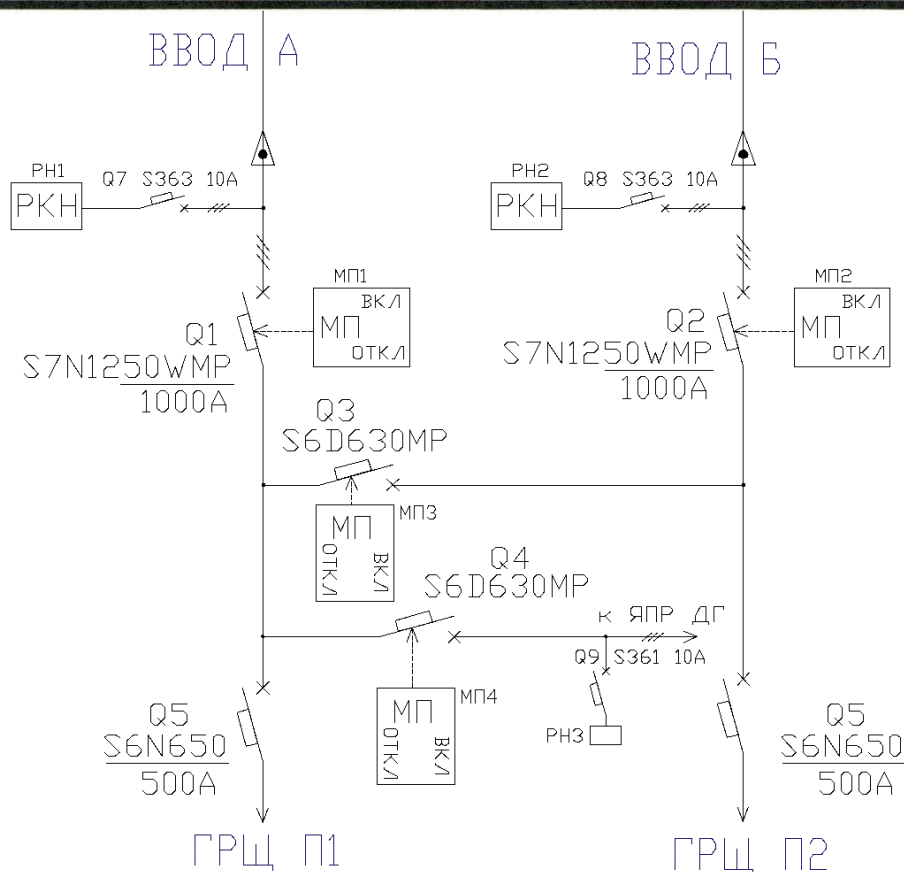 ВВОД А
ВВОД Б
РН1
Q7 S363 10А
РКН
РН2
Q8 S363 10А
РКН
МП1
ВКЛ
МП
ОТКЛ
Q1
S7N1250WMP
1000А
МП2
ВКЛ
МП
ОТКЛ
Q2
S7N1250WMP
1000А
Q3
S6D630MP
МП3
МП
ОТКЛ
ВКЛ
Q4
S6D630MP
к ЯПР ДГ
Q9 S361 10А
РН3
МП4
МП
ОТКЛ
ВКЛ
Q5
S6N650
500А
Q5
S6N650
500А
ГРЩ П1
ГРЩ П2